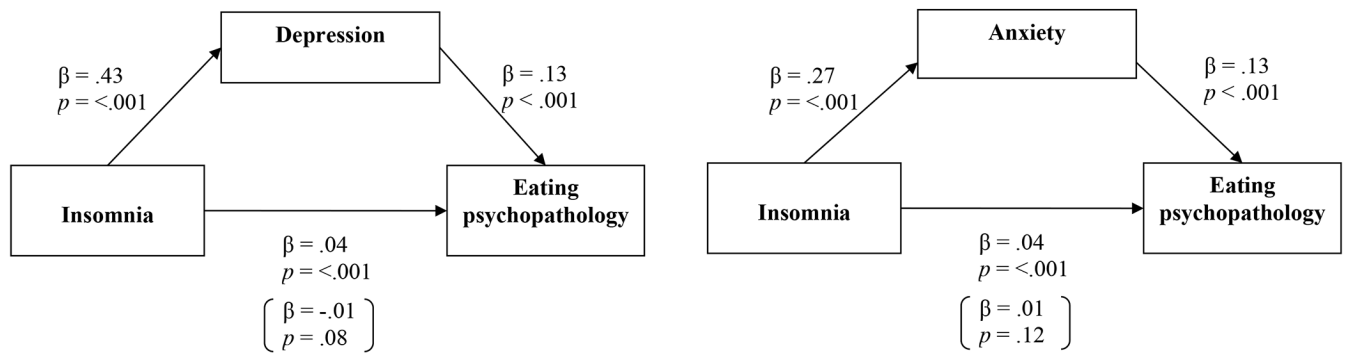 Depression
β = .43
p = <.001
β = .13
p < .001
Insomnia
Eating
psychopathology
β = .04
p = <.001
β = -.01
p = .08
Anxiety
β = .27
p = <.001
β = .13
p < .001
Insomnia
Eating
psychopathology
β = .04
p = <.001
β = .01
p = .12